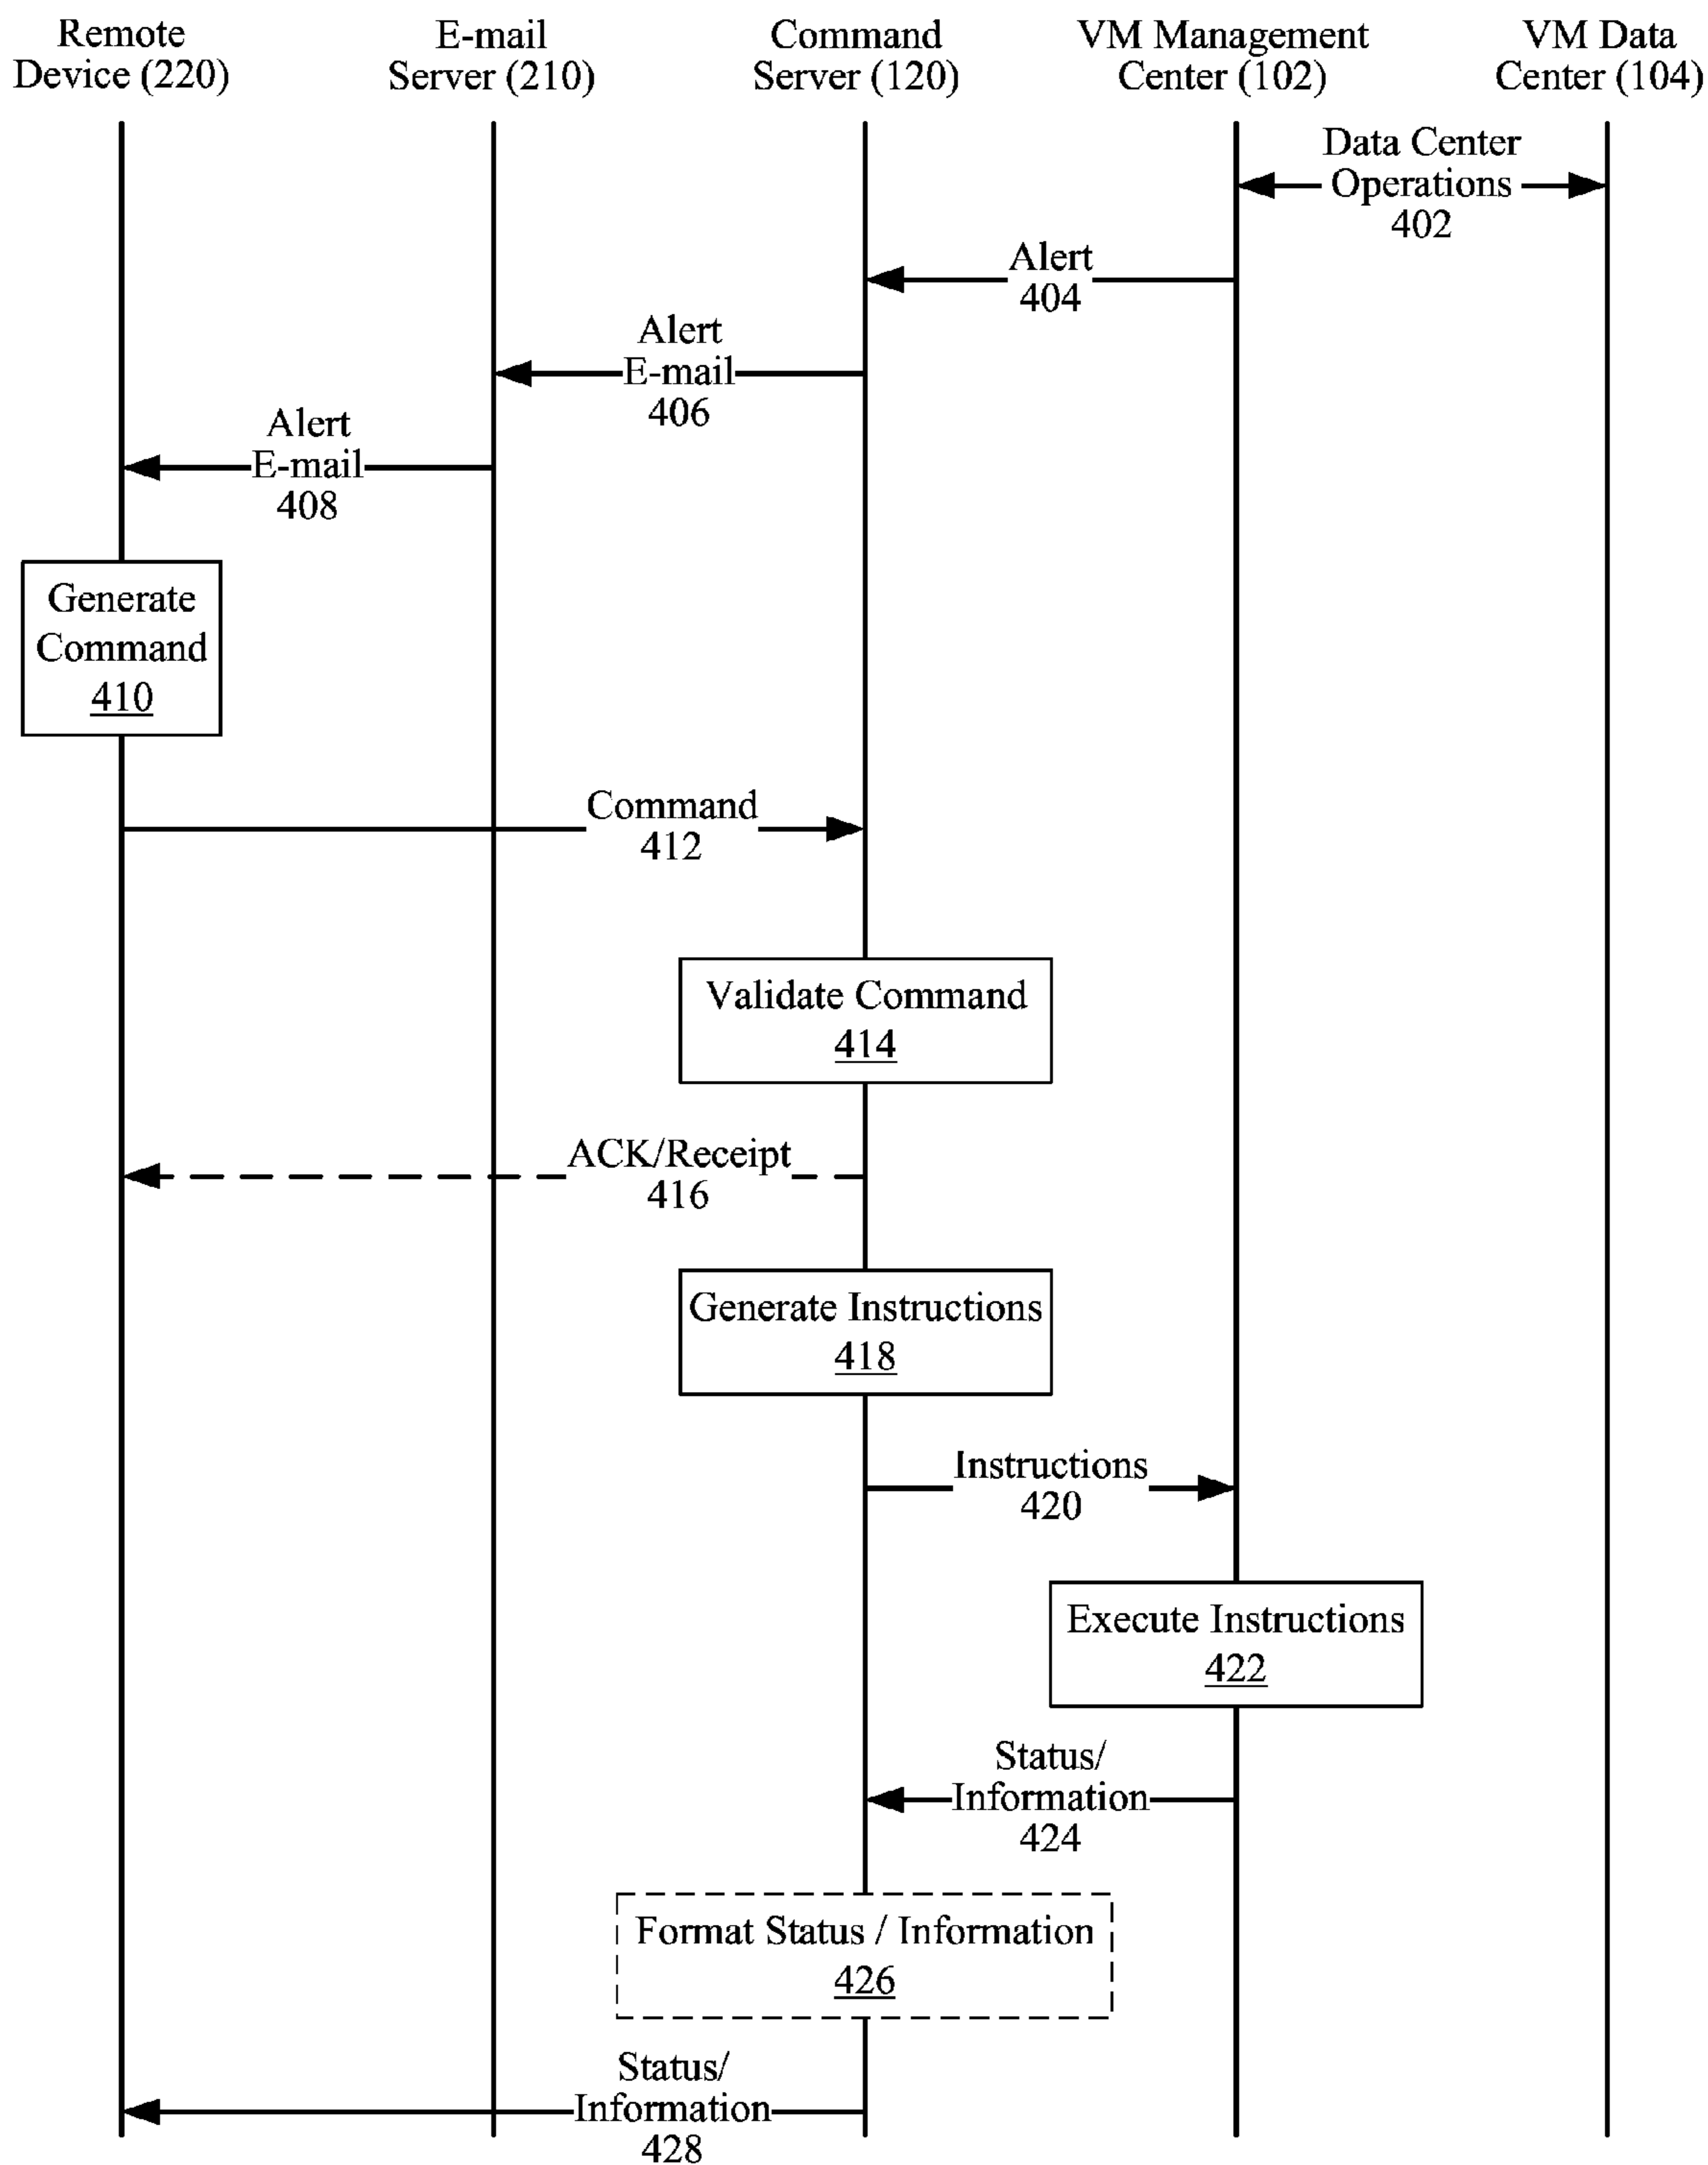 Remote
Device (220)
E-mail
Server (210)
Command
Server (120)
VM Management
Center (102)
VM Data
Center (104)
Data Center
Operations
402
Alert
404
Alert
E-mail
406
Alert
E-mail
408
Generate
Command
410
Command
412
Validate Command
414
ACK/Receipt
416
Generate Instructions
418
Instructions
420
Execute Instructions
422
Status/
Information
424
Format Status / Information
426
Status/
Information
428